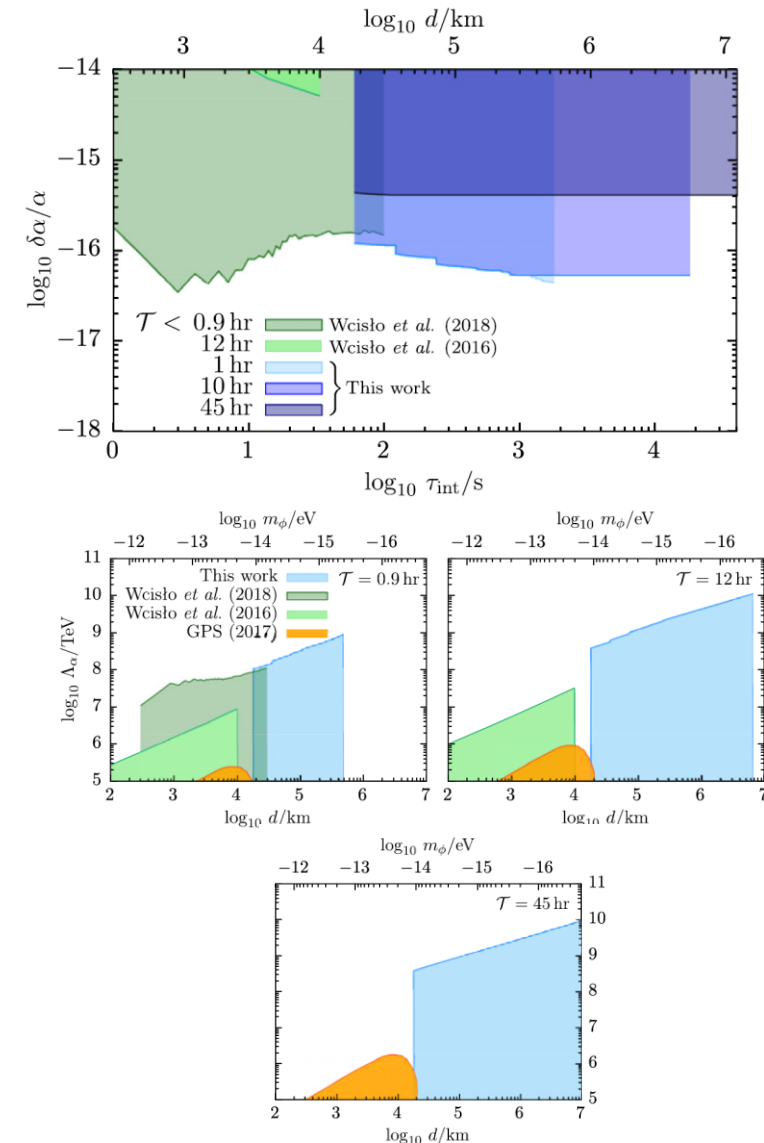 log₁₀ d/km
3 4 5 6 7
−14
−15
−16
−17
−18
log₁₀ δα/α
𝒯 < 0.9 hr Wcisło et al. (2018)
12 hr Wcisło et al. (2016)
1 hr
10 hr } This work
45 hr
0 1 2 3 4
log₁₀ τ_int/s
log₁₀ m_ϕ/eV
−12 −13 −14 −15 −16
11
10
9
8
7
6
5
log₁₀ Λ_α/TeV
This work
Wcisło et al. (2018)
Wcisło et al. (2016)
GPS (2017)
𝒯 = 0.9 hr
2 3 4 5 6 7
log₁₀ d/km
log₁₀ m_ϕ/eV
−12 −13 −14 −15 −16
𝒯 = 12 hr
2 3 4 5 6 7
log₁₀ d/km
log₁₀ m_ϕ/eV
−12 −13 −14 −15 −16
𝒯 = 45 hr
11
10
9
8
7
6
5
2 3 4 5 6 7
log₁₀ d/km